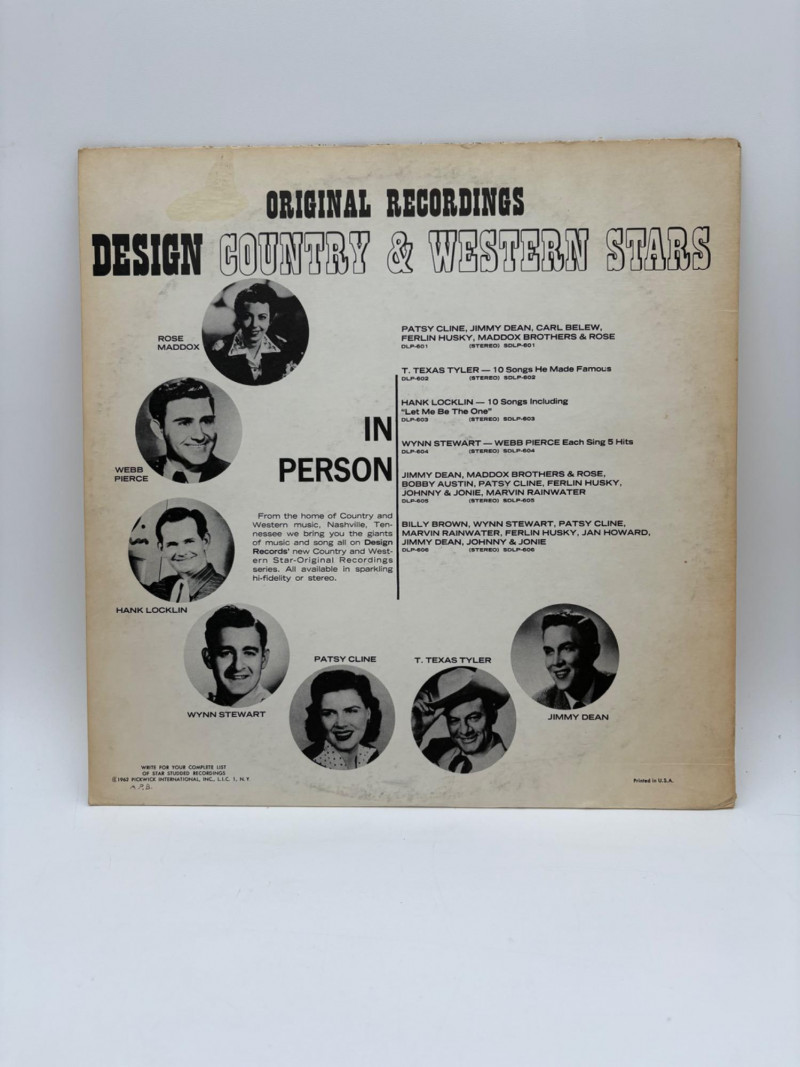 ORIGINAL RECORDINGS
DESIGN COUNTRY & WESTERN STARS
ROSE
MADDOX
WEBB
PIERCE
HANK LOCKLIN
WYNN STEWART
PATSY CLINE
T. TEXAS TYLER
JIMMY DEAN
IN
PERSON
From the home of Country and
Western music, Nashville, Ten-
nessee we bring you the giants
of music and song all on Design
Records' new Country and West-
ern Star-Original Recordings
series. All available in sparkling
hi-fidelity or stereo.
PATSY CLINE, JIMMY DEAN, CARL BELEW,
FERLIN HUSKY, MADDOX BROTHERS & ROSE
DLP-601 (STEREO) SDLP-601
T. TEXAS TYLER — 10 Songs He Made Famous
DLP-602 (STEREO) SDLP-602
HANK LOCKLIN — 10 Songs Including
"Let Me Be The One"
DLP-603 (STEREO) SDLP-603
WYNN STEWART — WEBB PIERCE Each Sing 5 Hits
DLP-604 (STEREO) SDLP-604
JIMMY DEAN, MADDOX BROTHERS & ROSE,
BOBBY AUSTIN, PATSY CLINE, FERLIN HUSKY,
JOHNNY & JONIE, MARVIN RAINWATER
DLP-605 (STEREO) SDLP-605
BILLY BROWN, WYNN STEWART, PATSY CLINE,
MARVIN RAINWATER, FERLIN HUSKY, JAN HOWARD,
JIMMY DEAN, JOHNNY & JONIE
DLP-606 (STEREO) SDLP-606
WRITE FOR YOUR COMPLETE LIST
OF STAR STUDDED RECORDINGS
©1962 PICKWICK INTERNATIONAL, INC., L.I.C. 1, N.Y.
Printed in U.S.A.